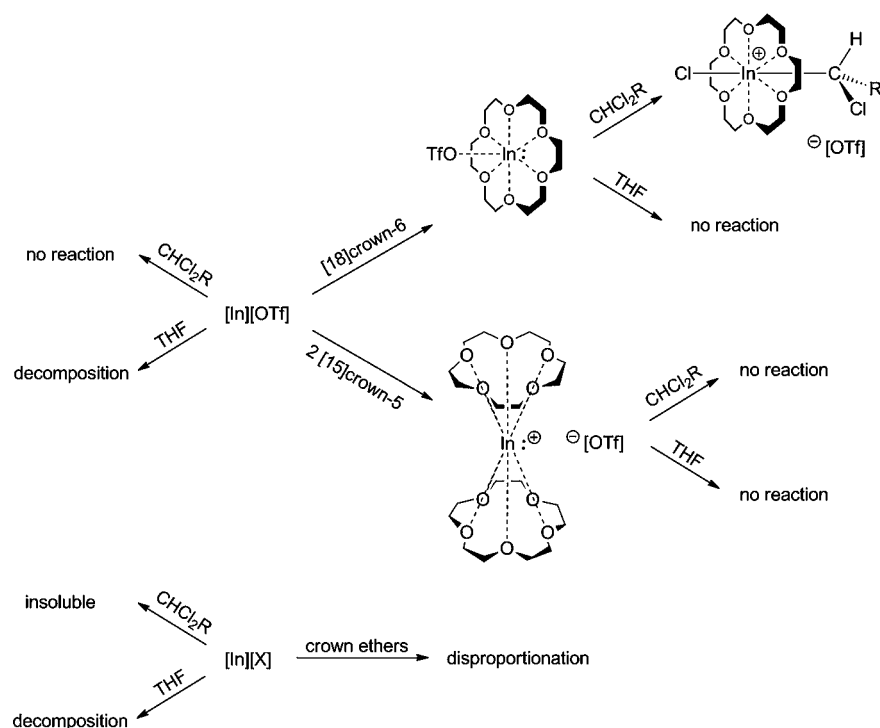 Cl
In
⊕
C
H
R
Cl
O
O
O
O
O
O
⊖[OTf]
CHCl₂R
TfO
In:
O
O
O
O
O
O
THF
no reaction
[18]crown-6
no reaction
CHCl₂R
[In][OTf]
THF
decomposition
2 [15]crown-5
O
O
O
O
O
In:⊕
⊖[OTf]
O
O
O
O
O
CHCl₂R
no reaction
THF
no reaction
insoluble
CHCl₂R
[In][X]
THF
decomposition
crown ethers
disproportionation